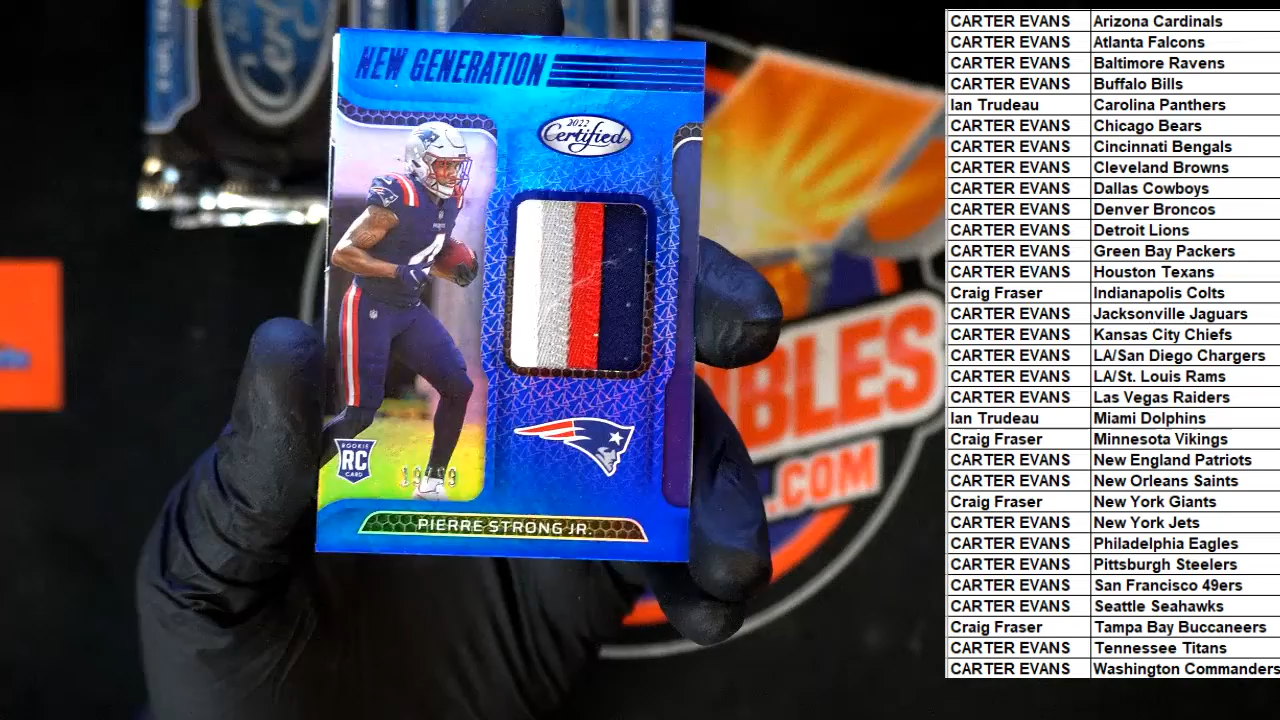 NEW GENERATION
2022
Certified
ROOKIE
RC
CARD
PIERRE STRONG JR.
IBLES
.COM
CARTER EVANS Arizona Cardinals
CARTER EVANS Atlanta Falcons
CARTER EVANS Baltimore Ravens
CARTER EVANS Buffalo Bills
Ian Trudeau Carolina Panthers
CARTER EVANS Chicago Bears
CARTER EVANS Cincinnati Bengals
CARTER EVANS Cleveland Browns
CARTER EVANS Dallas Cowboys
CARTER EVANS Denver Broncos
CARTER EVANS Detroit Lions
CARTER EVANS Green Bay Packers
CARTER EVANS Houston Texans
Craig Fraser Indianapolis Colts
CARTER EVANS Jacksonville Jaguars
CARTER EVANS Kansas City Chiefs
CARTER EVANS LA/San Diego Chargers
CARTER EVANS LA/St. Louis Rams
CARTER EVANS Las Vegas Raiders
Ian Trudeau Miami Dolphins
Craig Fraser Minnesota Vikings
CARTER EVANS New England Patriots
CARTER EVANS New Orleans Saints
Craig Fraser New York Giants
CARTER EVANS New York Jets
CARTER EVANS Philadelphia Eagles
CARTER EVANS Pittsburgh Steelers
CARTER EVANS San Francisco 49ers
CARTER EVANS Seattle Seahawks
Craig Fraser Tampa Bay Buccaneers
CARTER EVANS Tennessee Titans
CARTER EVANS Washington Commanders